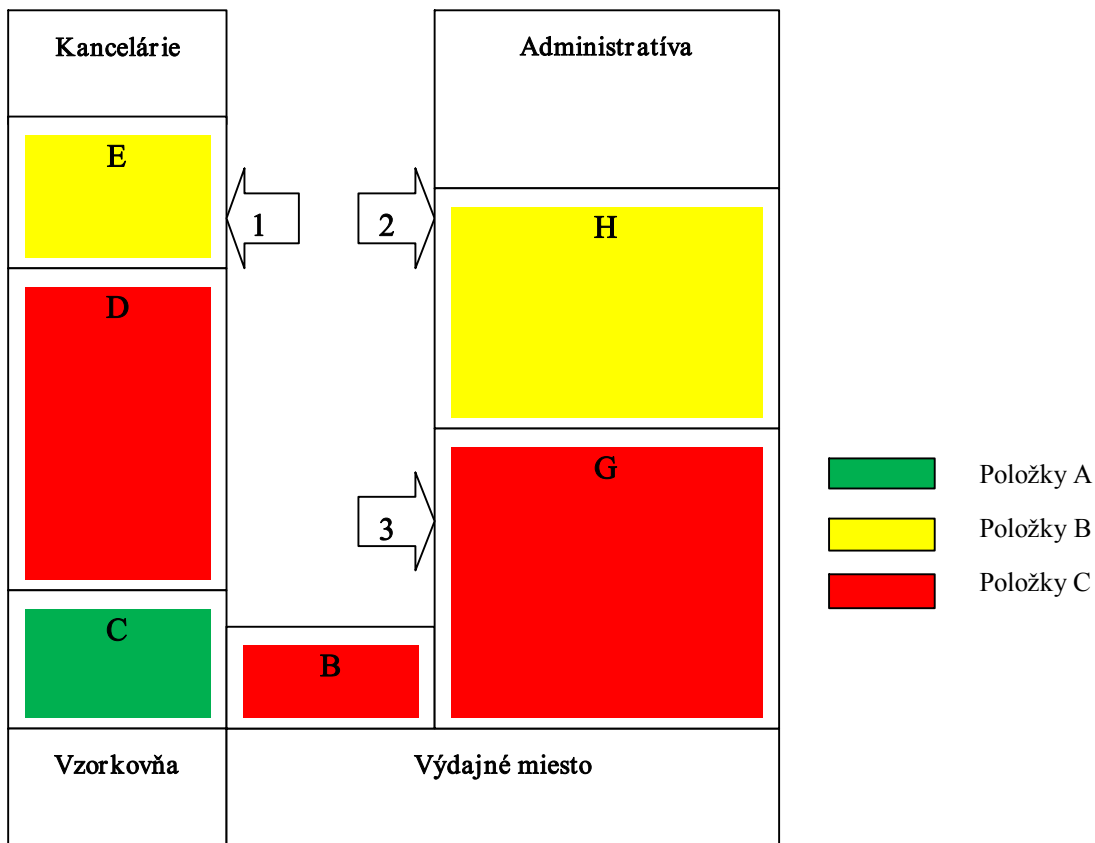 Kancelárie
Administratíva
E
1
2
H
D
G
3
C
B
Vzorkovňa
Výdajné miesto
Položky A
Položky B
Položky C